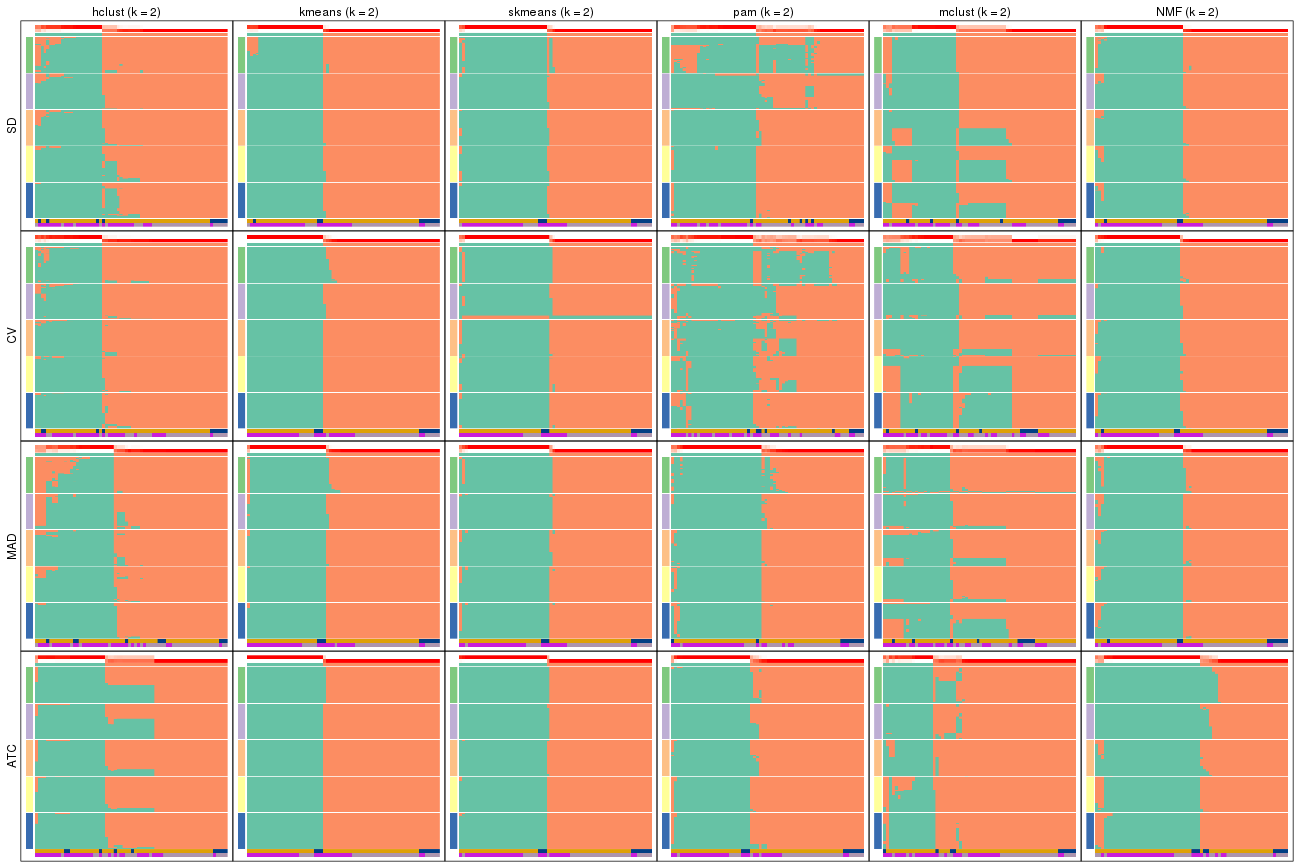 hclust (k = 2)
kmeans (k = 2)
skmeans (k = 2)
pam (k = 2)
mclust (k = 2)
NMF (k = 2)
SD
CV
MAD
ATC